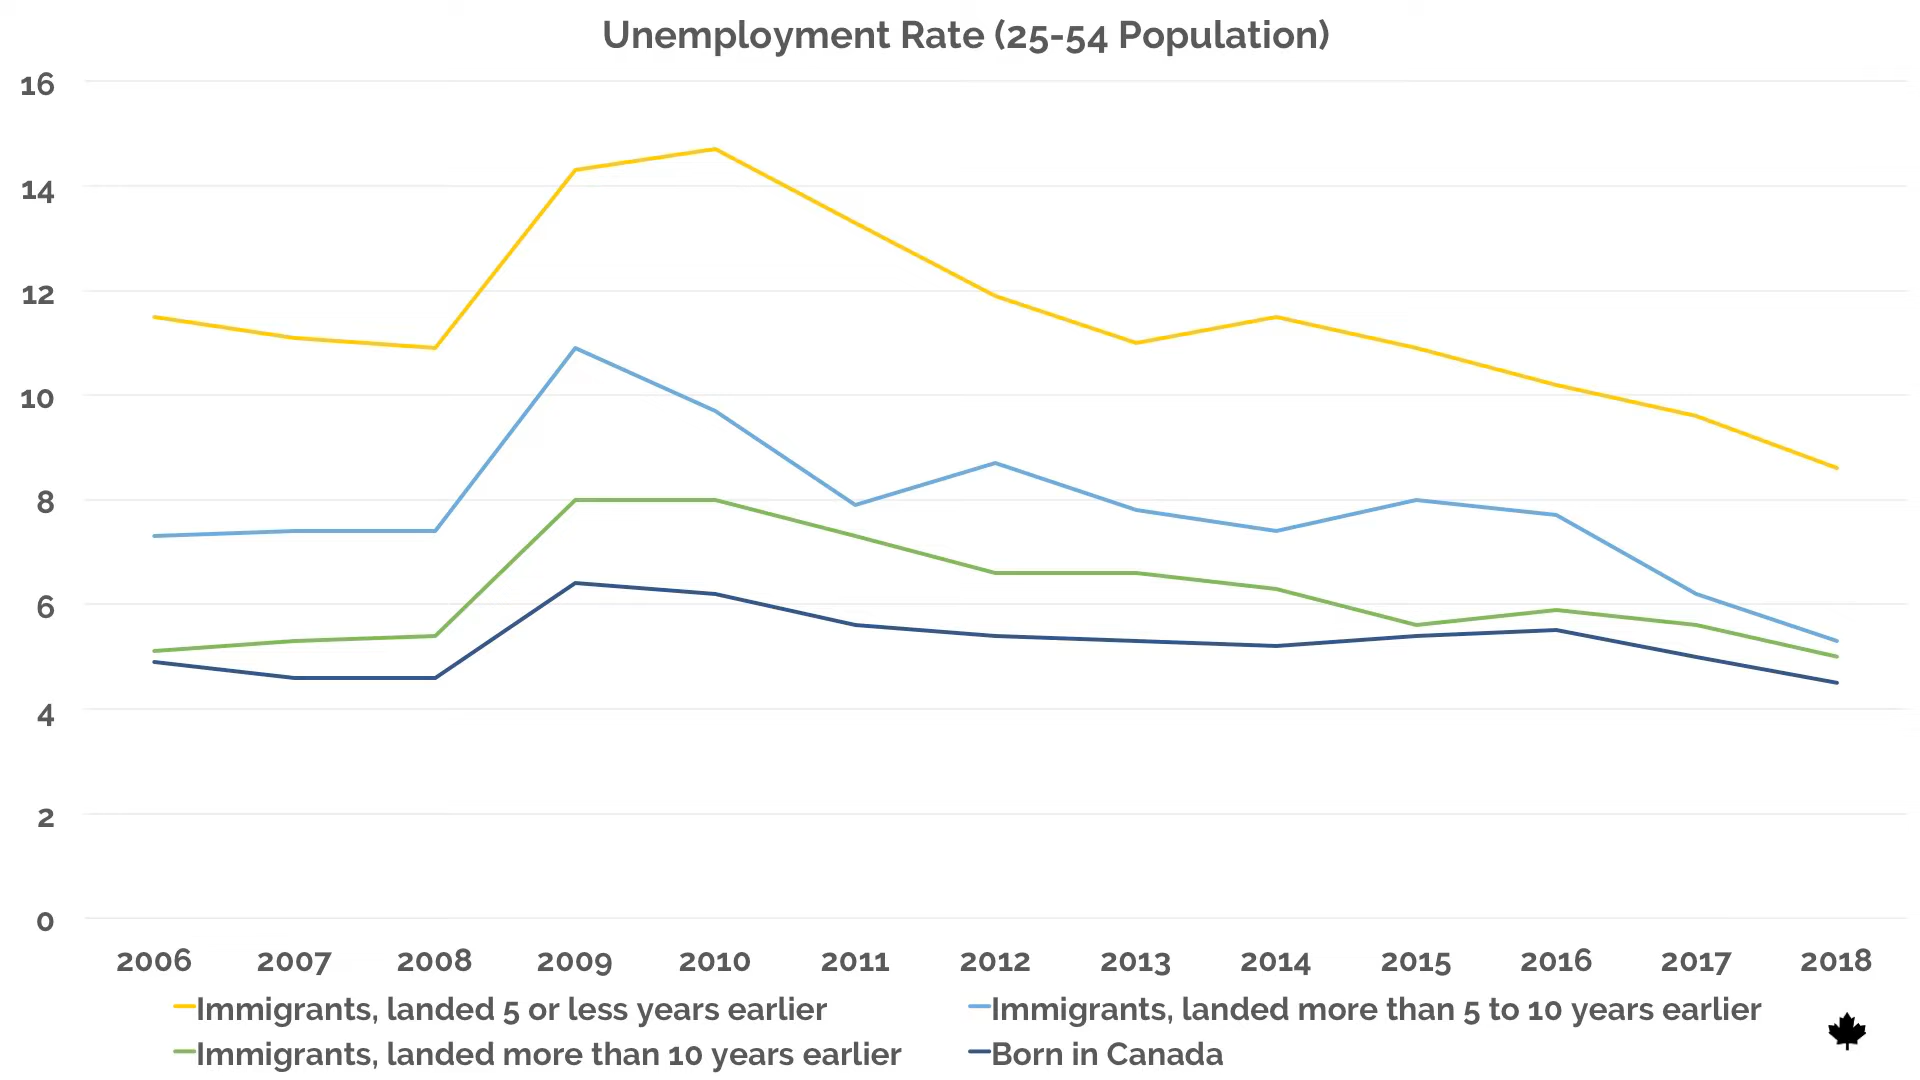 Unemployment Rate (25-54 Population)
16
14
12
10
8
6
4
2
0
2006 2007 2008 2009 2010 2011 2012 2013 2014 2015 2016 2017 2018
Immigrants, landed 5 or less years earlier Immigrants, landed more than 5 to 10 years earlier
Immigrants, landed more than 10 years earlier Born in Canada